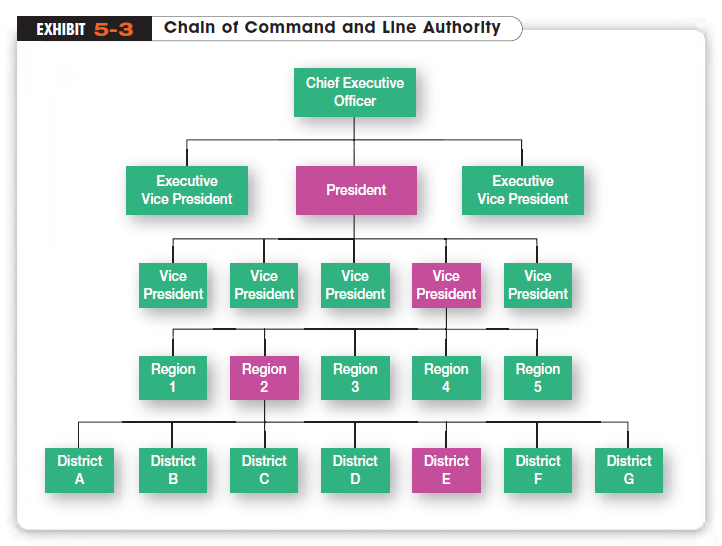 EXHIBIT 5-3 Chain of Command and Line Authority
Chief Executive
Officer
Executive
Vice President
President
Executive
Vice President
Vice
President
Vice
President
Vice
President
Vice
President
Vice
President
Region
1
Region
2
Region
3
Region
4
Region
5
District
A
District
B
District
C
District
D
District
E
District
F
District
G